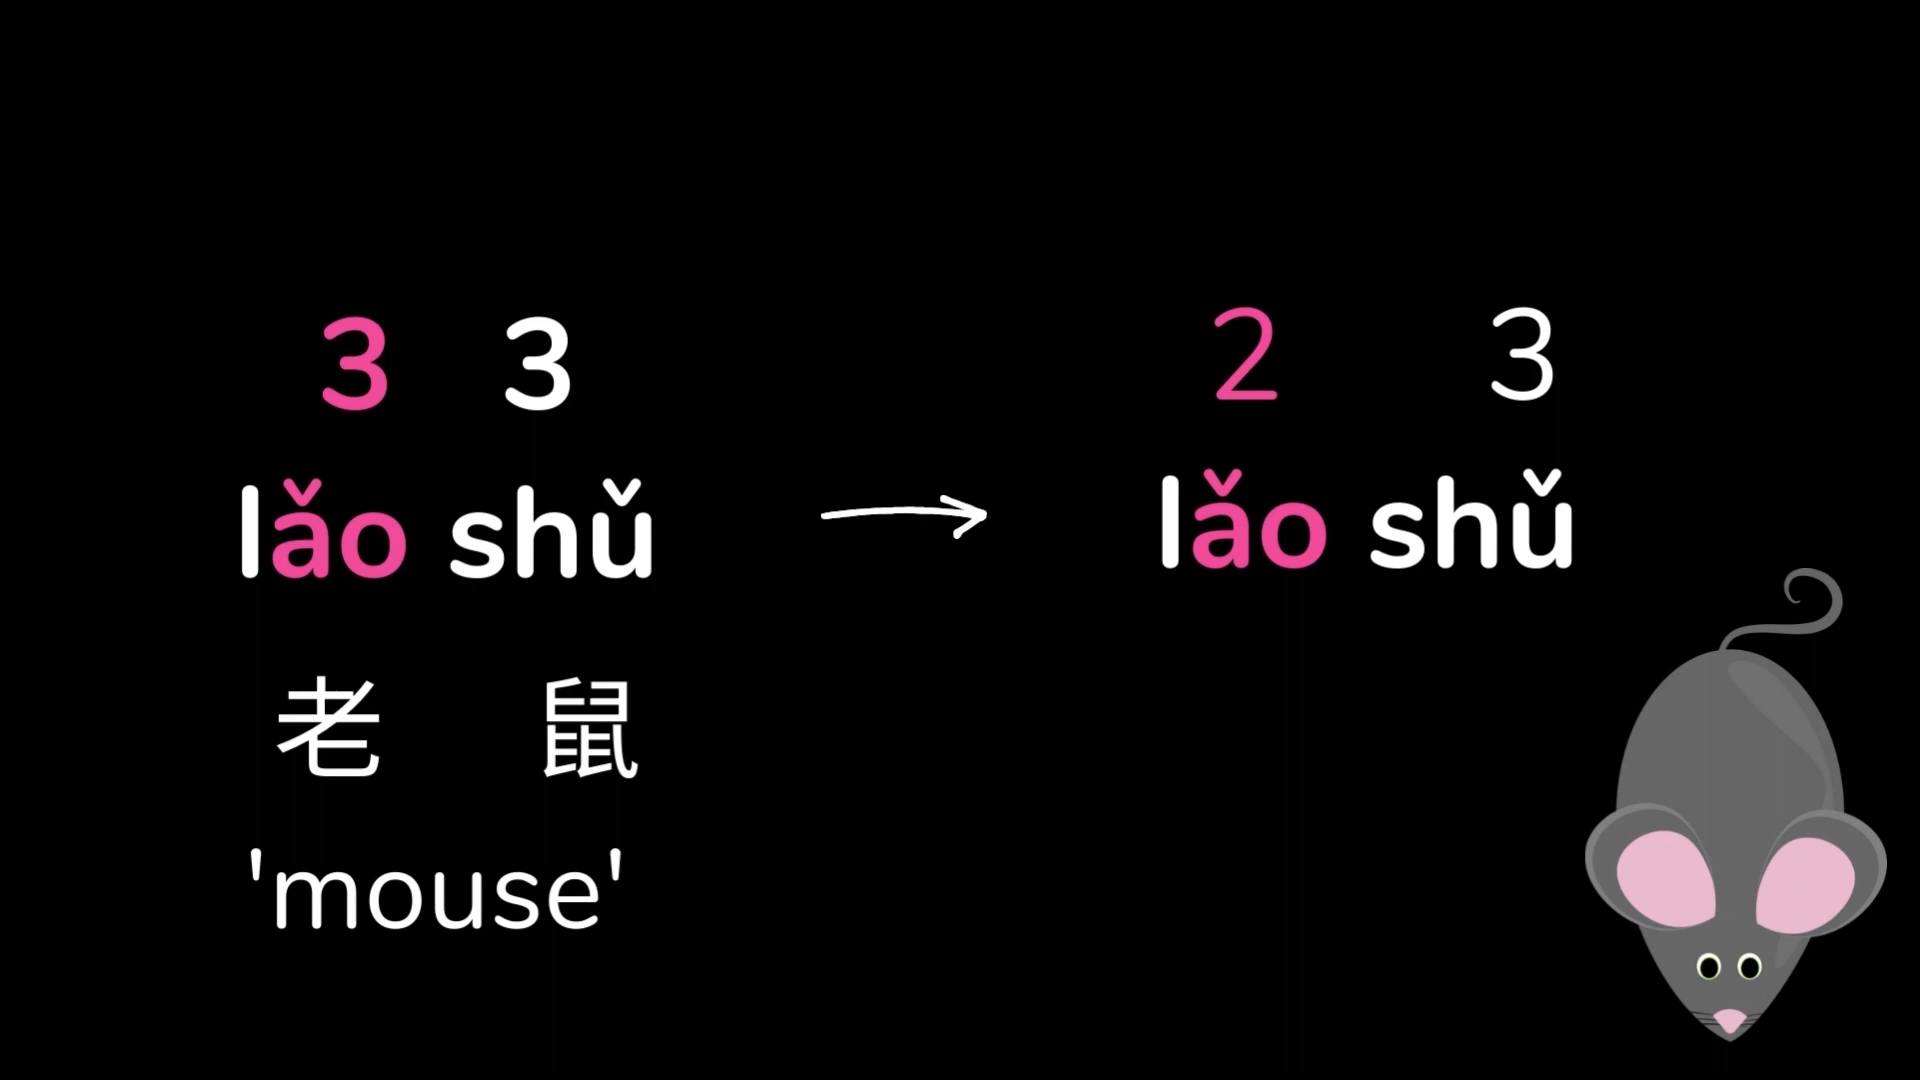 3 3
lǎo shǔ
老 鼠
'mouse'
2 3
lǎo shǔ